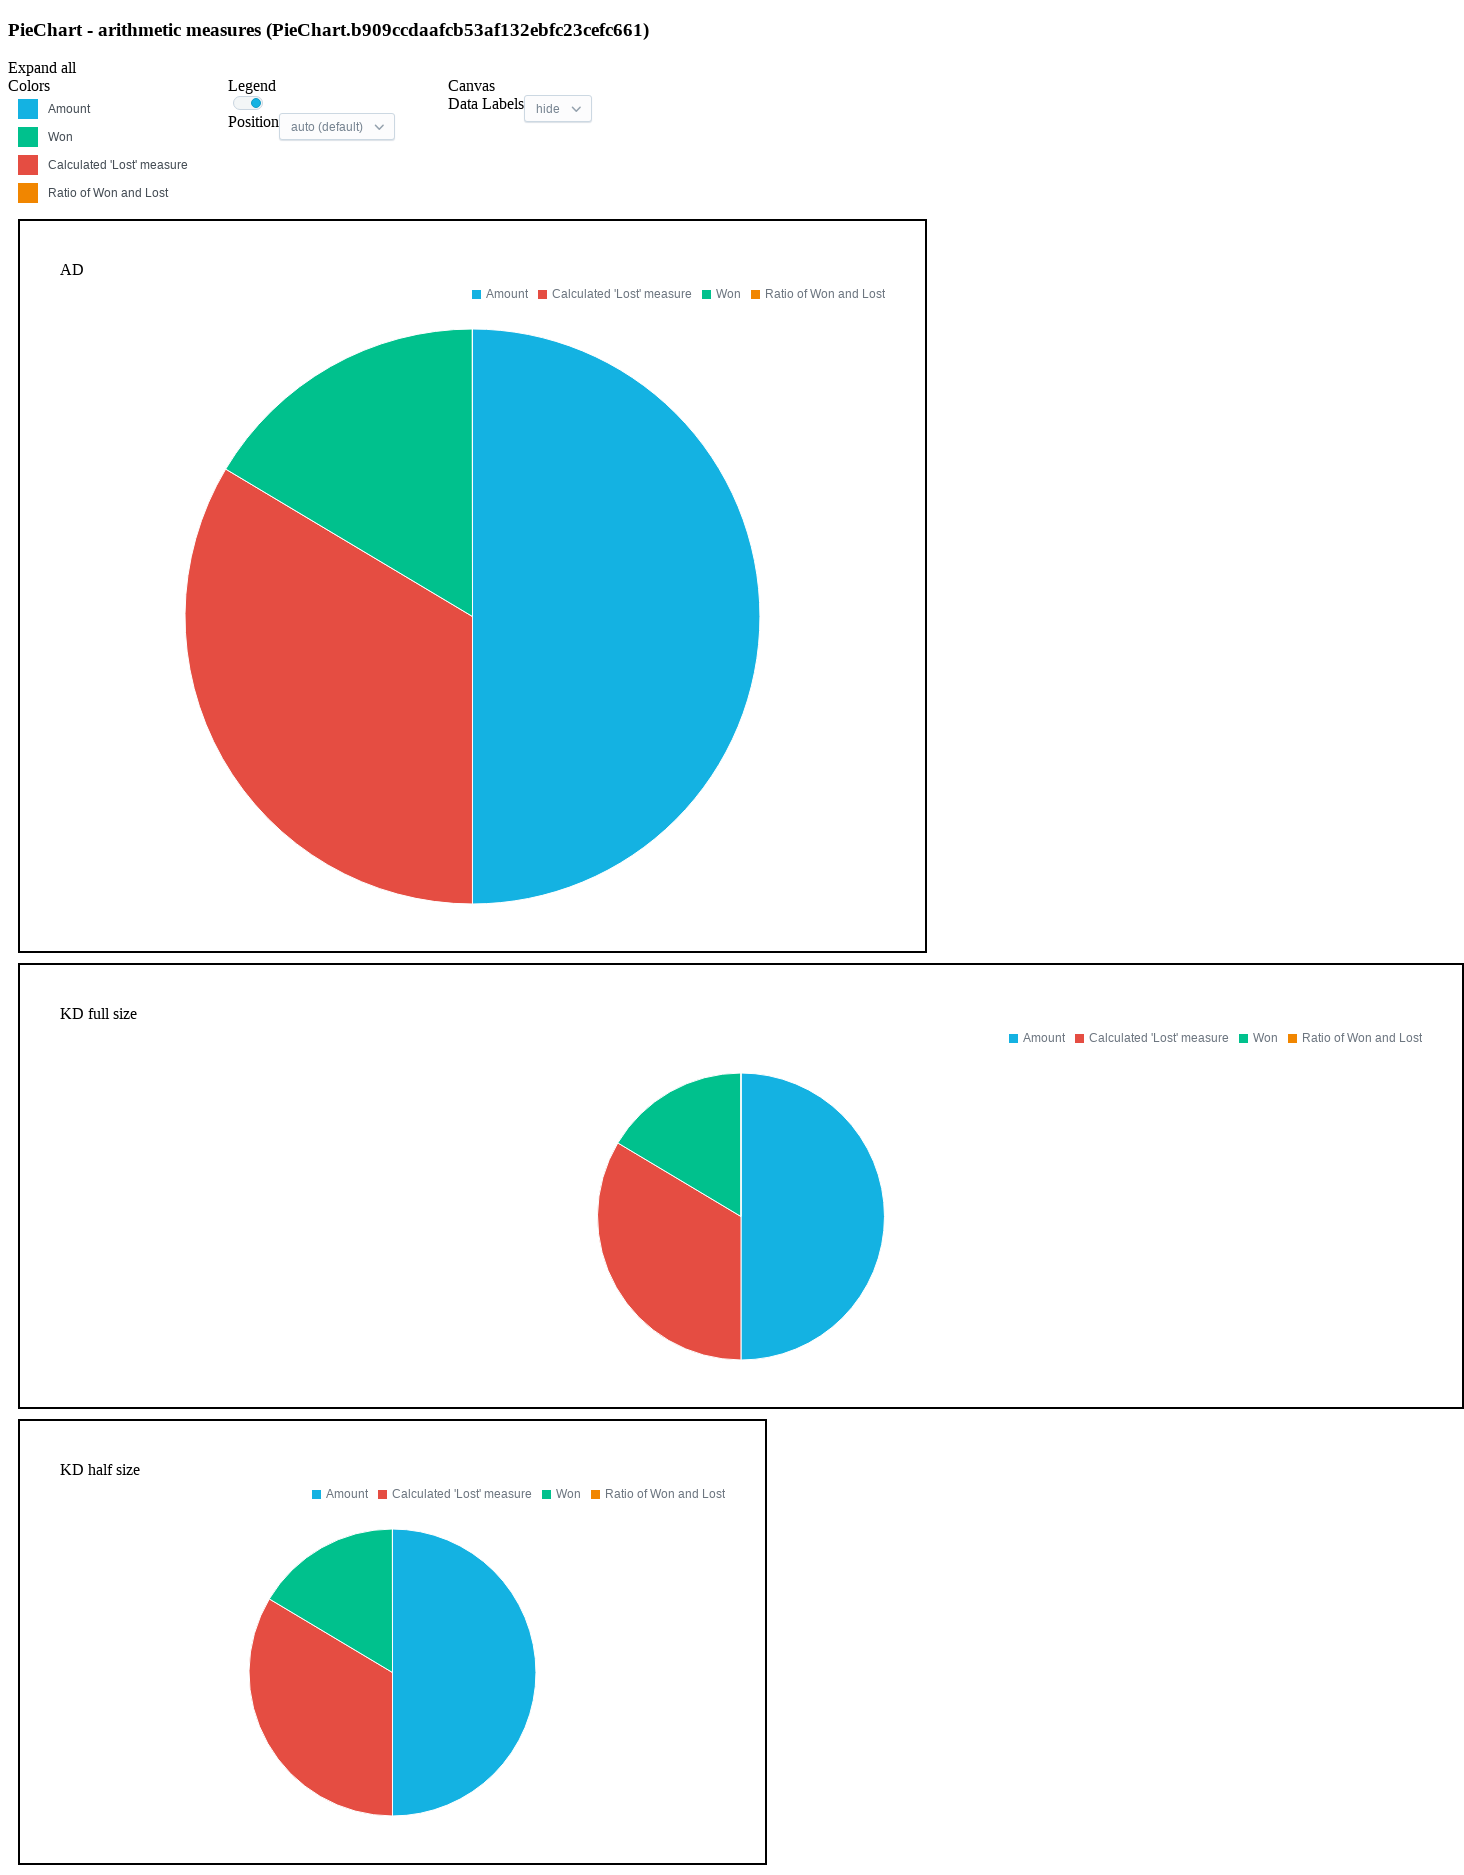 PieChart - arithmetic measures (PieChart.b909ccdaafcb53af132ebfc23cefc661)
Expand all
Colors
Amount
Won
Calculated 'Lost' measure
Ratio of Won and Lost
Legend
Position auto (default)
Canvas
Data Labels hide
AD
Amount Calculated 'Lost' measure Won Ratio of Won and Lost
KD full size
Amount Calculated 'Lost' measure Won Ratio of Won and Lost
KD half size
Amount Calculated 'Lost' measure Won Ratio of Won and Lost